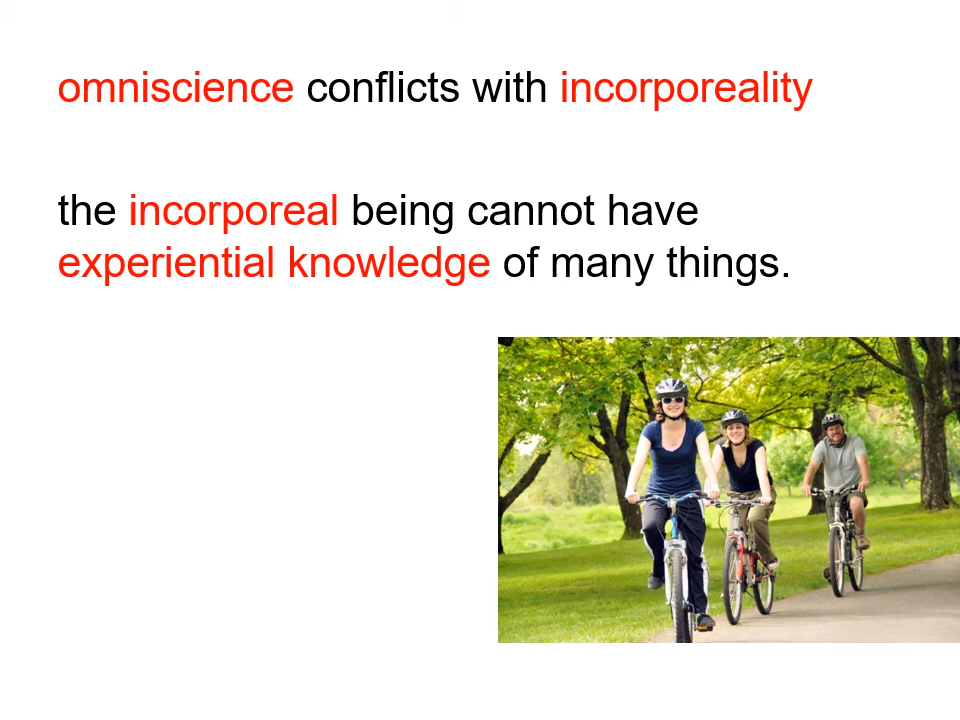 omniscience conflicts with incorporeality
the incorporeal being cannot have
experiential knowledge of many things.